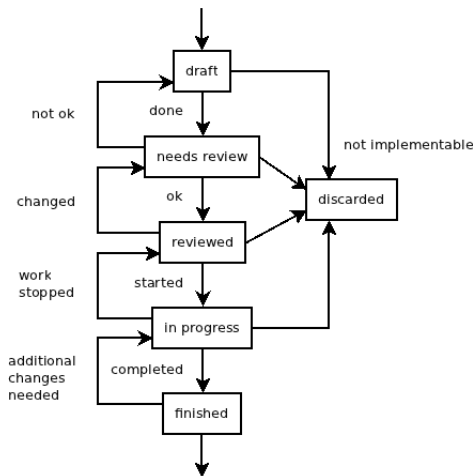 draft
not ok
done
not implementable
needs review
changed
ok
discarded
reviewed
work
stopped
started
in progress
additional
changes
needed
completed
finished